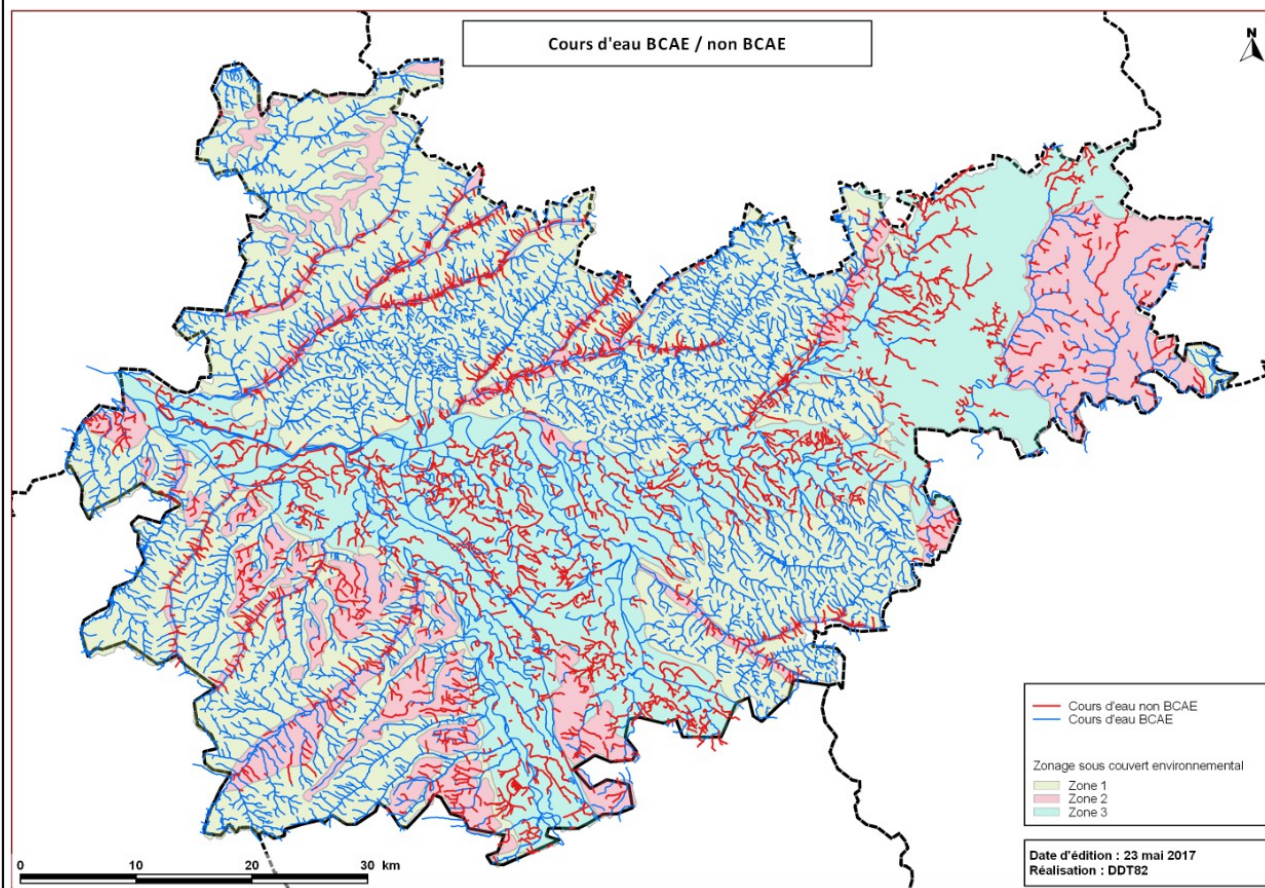 Cours d'eau BCAE / non BCAE
N
Cours d'eau non BCAE
Cours d'eau BCAE
Zonage sous couvert environnemental
Zone 1
Zone 2
Zone 3
0 10 20 30 km
Date d'édition : 23 mai 2017
Réalisation : DDT82